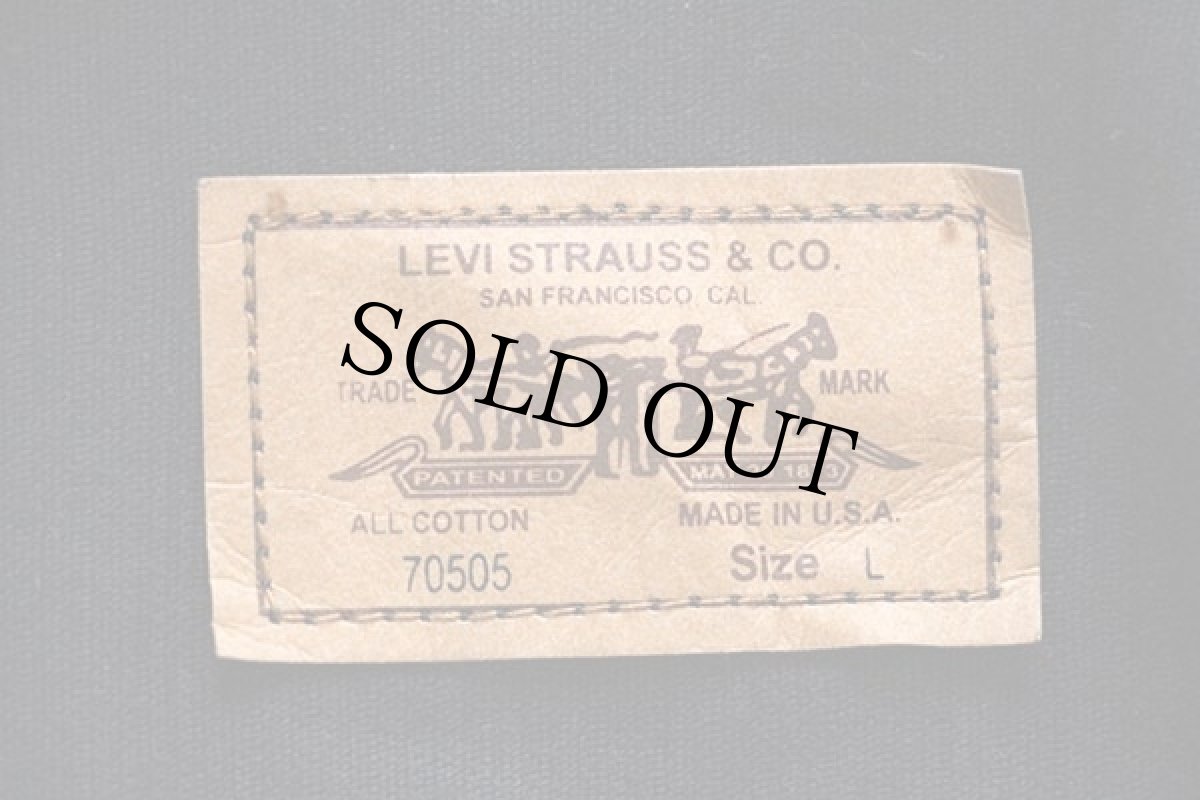 LEVI STRAUSS & CO.
SAN FRANCISCO, CAL.
TRADE MARK
SOLD OUT
PATENTED
ALL COTTON MADE IN U.S.A.
70505 Size L